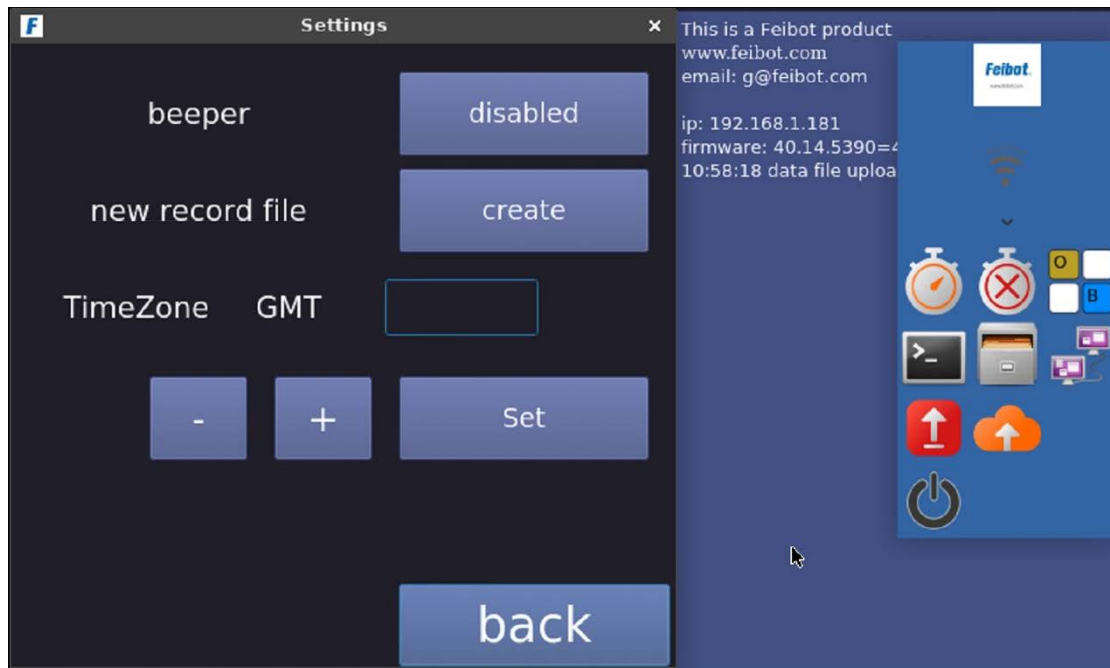 Settings
beeper
disabled
new record file
create
TimeZone GMT
-
+
Set
back
This is a Feibot product
www.feibot.com
email: g@feibot.com
ip: 192.168.1.181
firmware: 40.14.5390=4
10:58:18 data file uploa
Feibot
O
B
>_